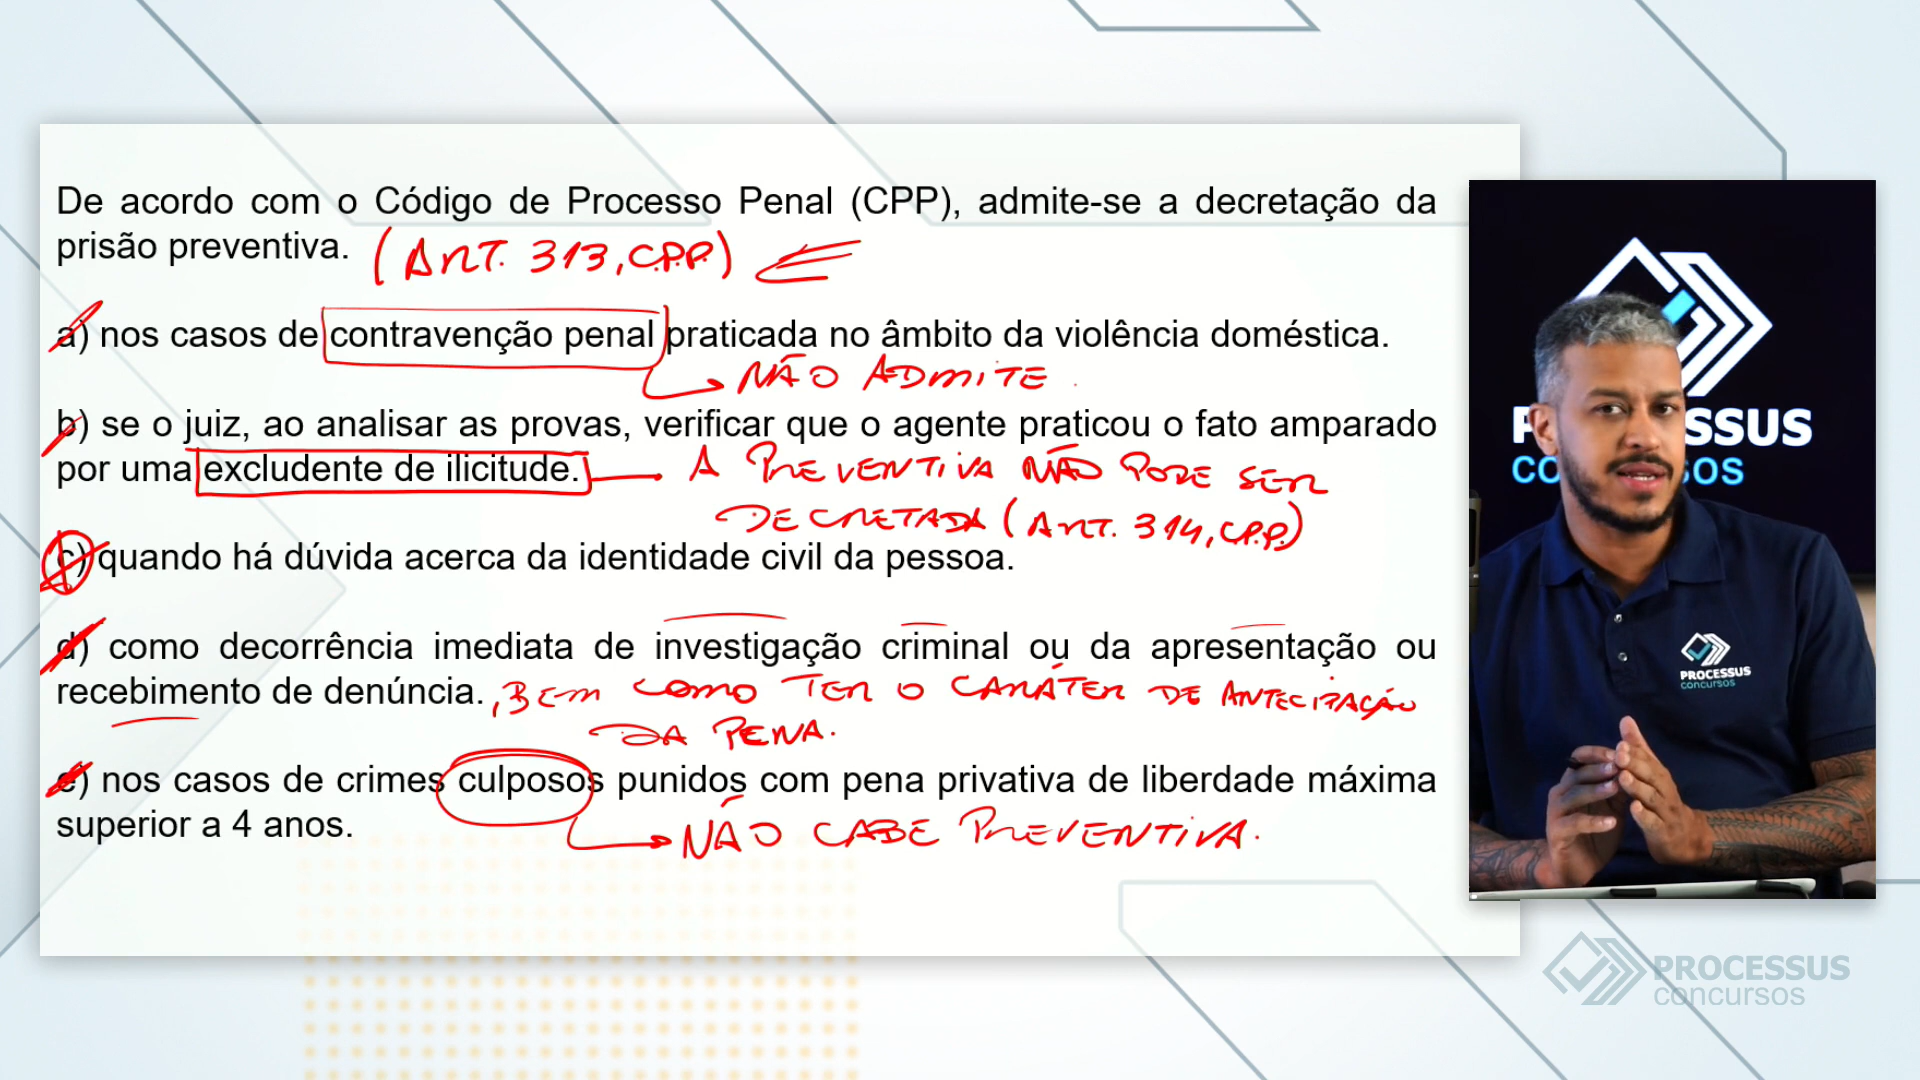 De acordo com o Código de Processo Penal (CPP), admite-se a decretação da
prisão preventiva. (ART. 313, C.P.P.)
a) nos casos de contravenção penal praticada no âmbito da violência doméstica.
NÃO ADMITE.
b) se o juiz, ao analisar as provas, verificar que o agente praticou o fato amparado
por uma excludente de ilicitude. A PREVENTIVA NÃO PODE SER
DECRETADA (ART. 314, C.P.P.)
c) quando há dúvida acerca da identidade civil da pessoa.
d) como decorrência imediata de investigação criminal ou da apresentação ou
recebimento de denúncia. , BEM COMO TER O CARÁTER DE ANTECIPAÇÃO
DA PENA.
e) nos casos de crimes culposos punidos com pena privativa de liberdade máxima
superior a 4 anos.
NÃO CABE PREVENTIVA.
PROCESSUS
concursos
PROCESSUS
concursos